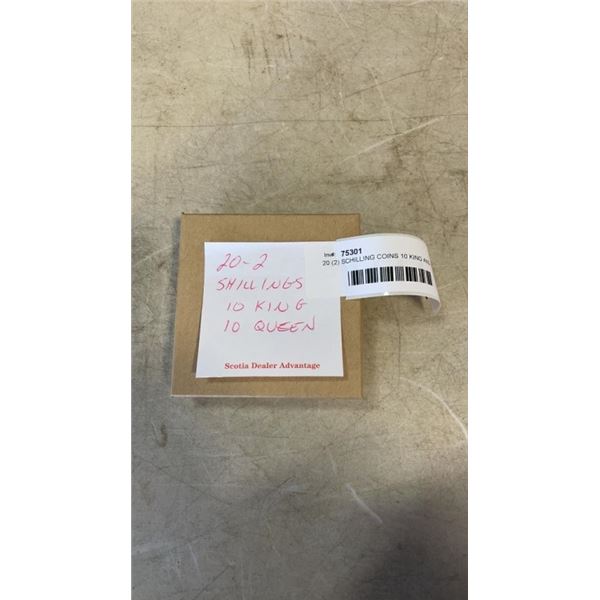 Inv#: 75301
20 (2) SCHILLING COINS 10 KING
20-2
SHILLINGS
10 KING
10 QUEEN
Scotia Dealer Advantage